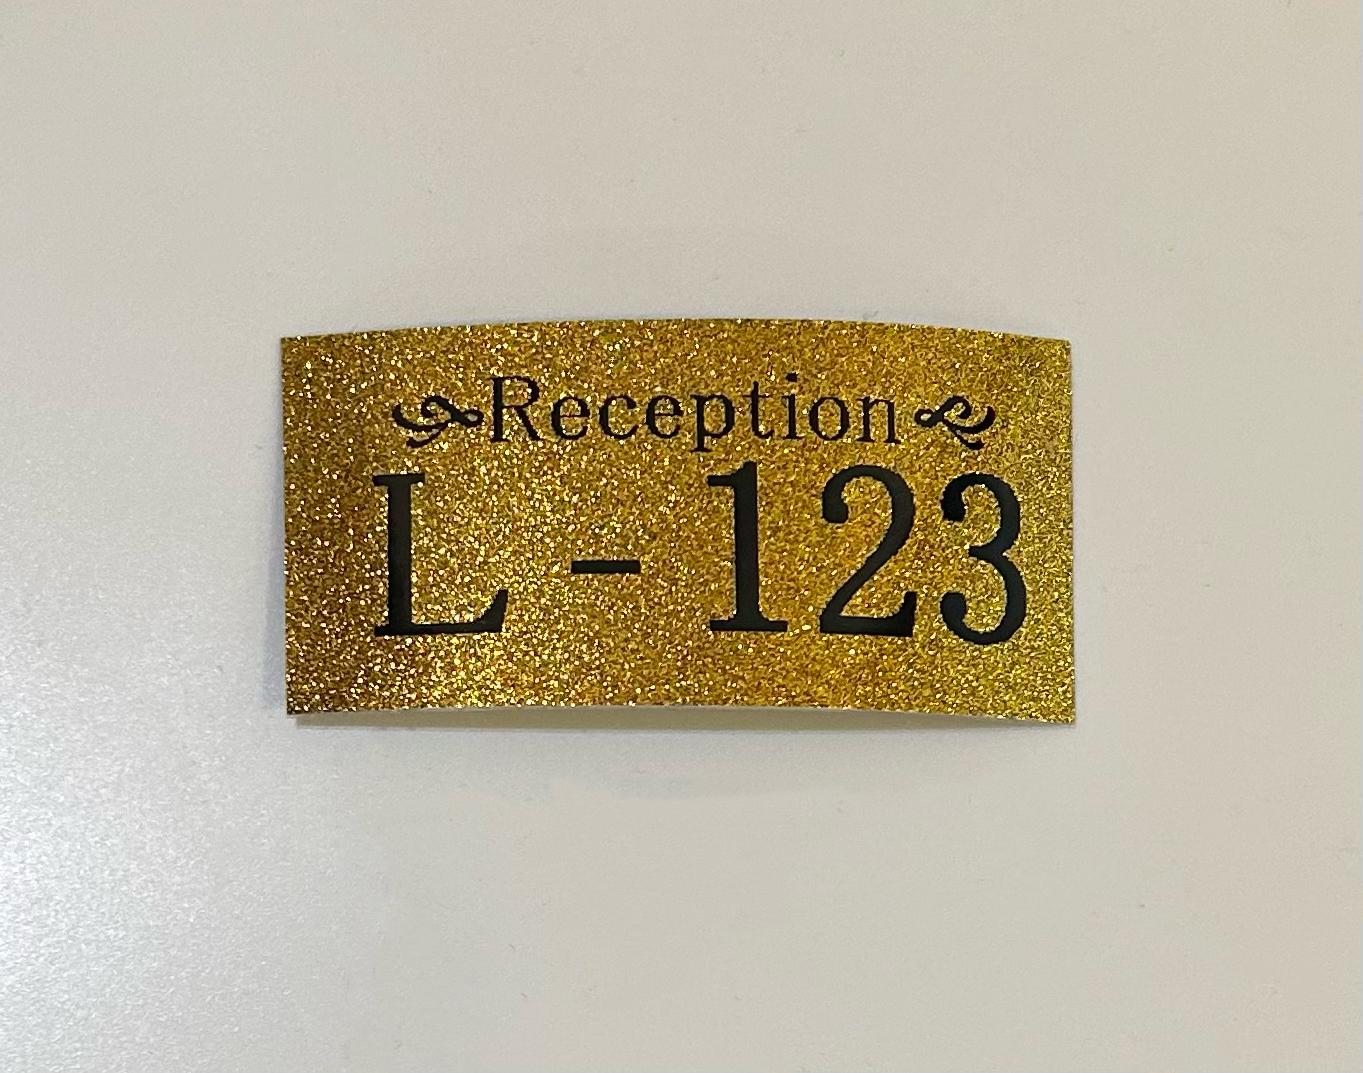 Reception
L - 123